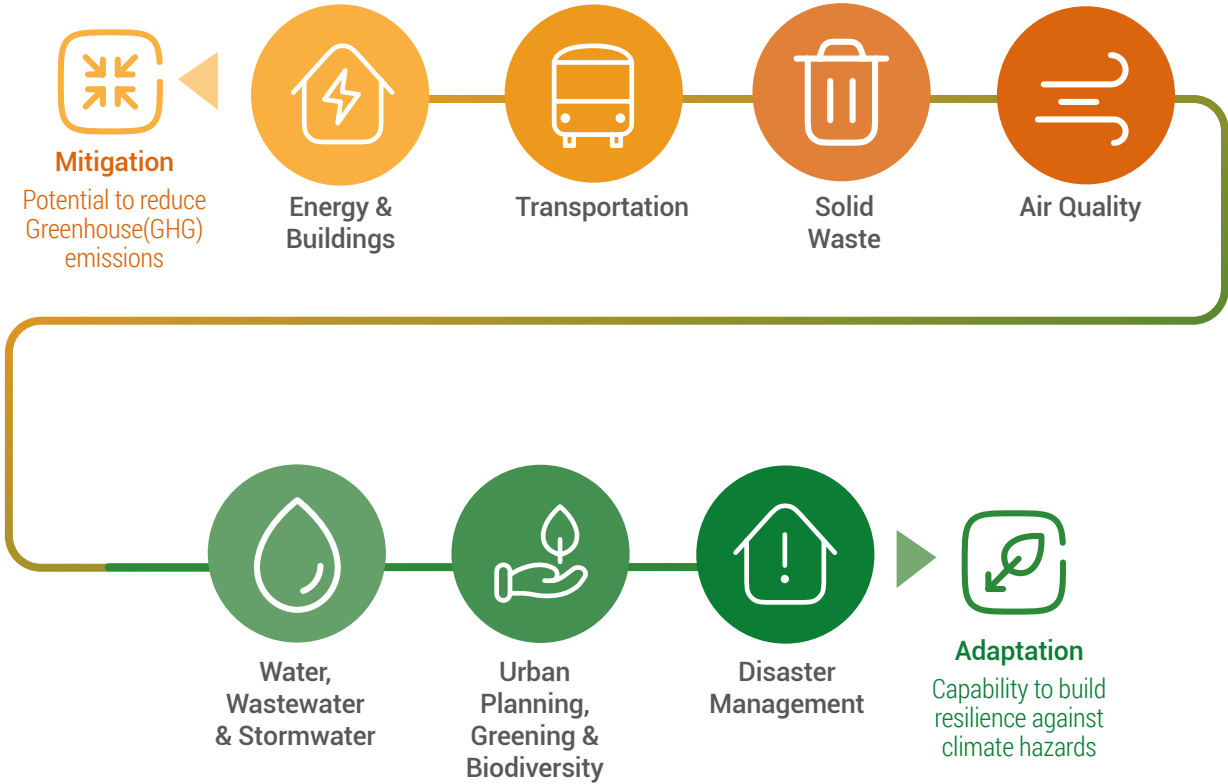 Mitigation
Potential to reduce
Greenhouse(GHG)
emissions
Energy &
Buildings
Transportation
Solid
Waste
Air Quality
Water,
Wastewater
& Stormwater
Urban
Planning,
Greening &
Biodiversity
Disaster
Management
Adaptation
Capability to build
resilience against
climate hazards